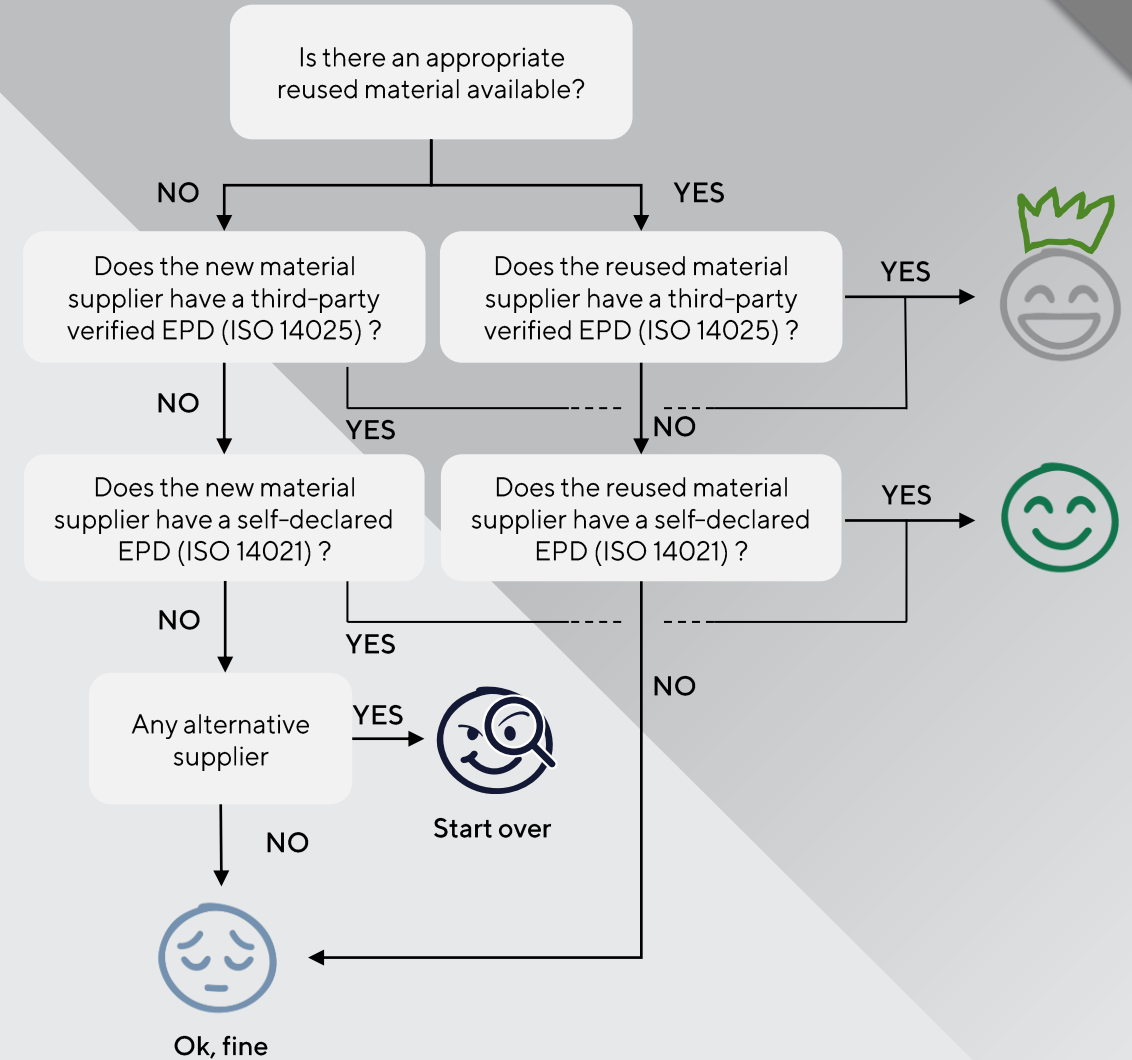 Is there an appropriate
reused material available?
NO
YES
Does the new material
supplier have a third-party
verified EPD (ISO 14025) ?
Does the reused material
supplier have a third-party
verified EPD (ISO 14025) ?
YES
NO
YES
NO
Does the new material
supplier have a self-declared
EPD (ISO 14021) ?
Does the reused material
supplier have a self-declared
EPD (ISO 14021) ?
YES
NO
YES
NO
Any alternative
supplier
YES
Start over
NO
Ok, fine